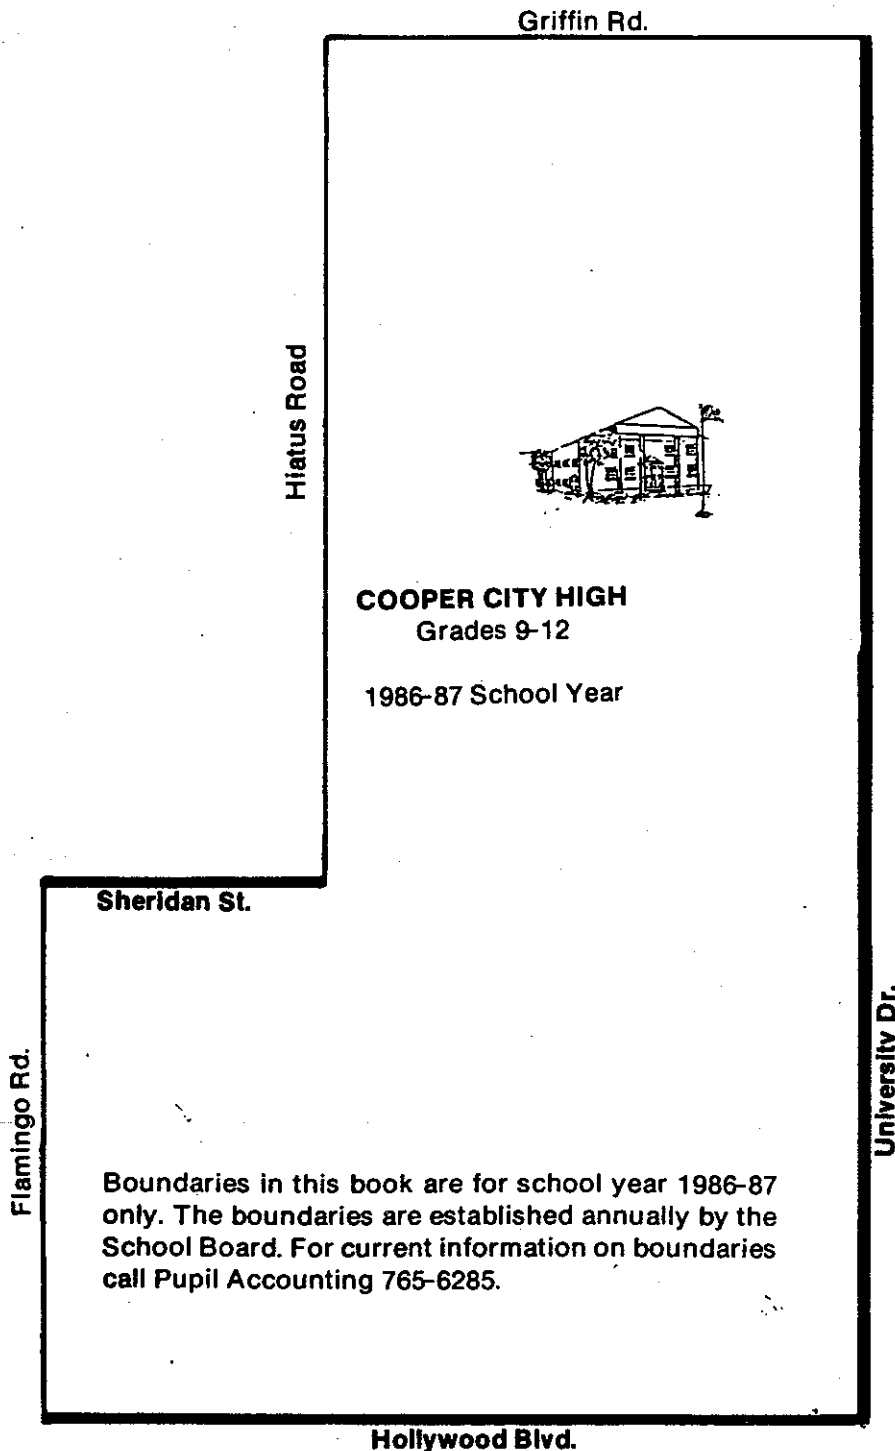 Griffin Rd.
Hiatus Road
COOPER CITY HIGH
Grades 9-12
1986-87 School Year
Sheridan St.
Flamingo Rd.
University Dr.
Boundaries in this book are for school year 1986-87
only. The boundaries are established annually by the
School Board. For current information on boundaries
call Pupil Accounting 765-6285.
Hollywood Blvd.